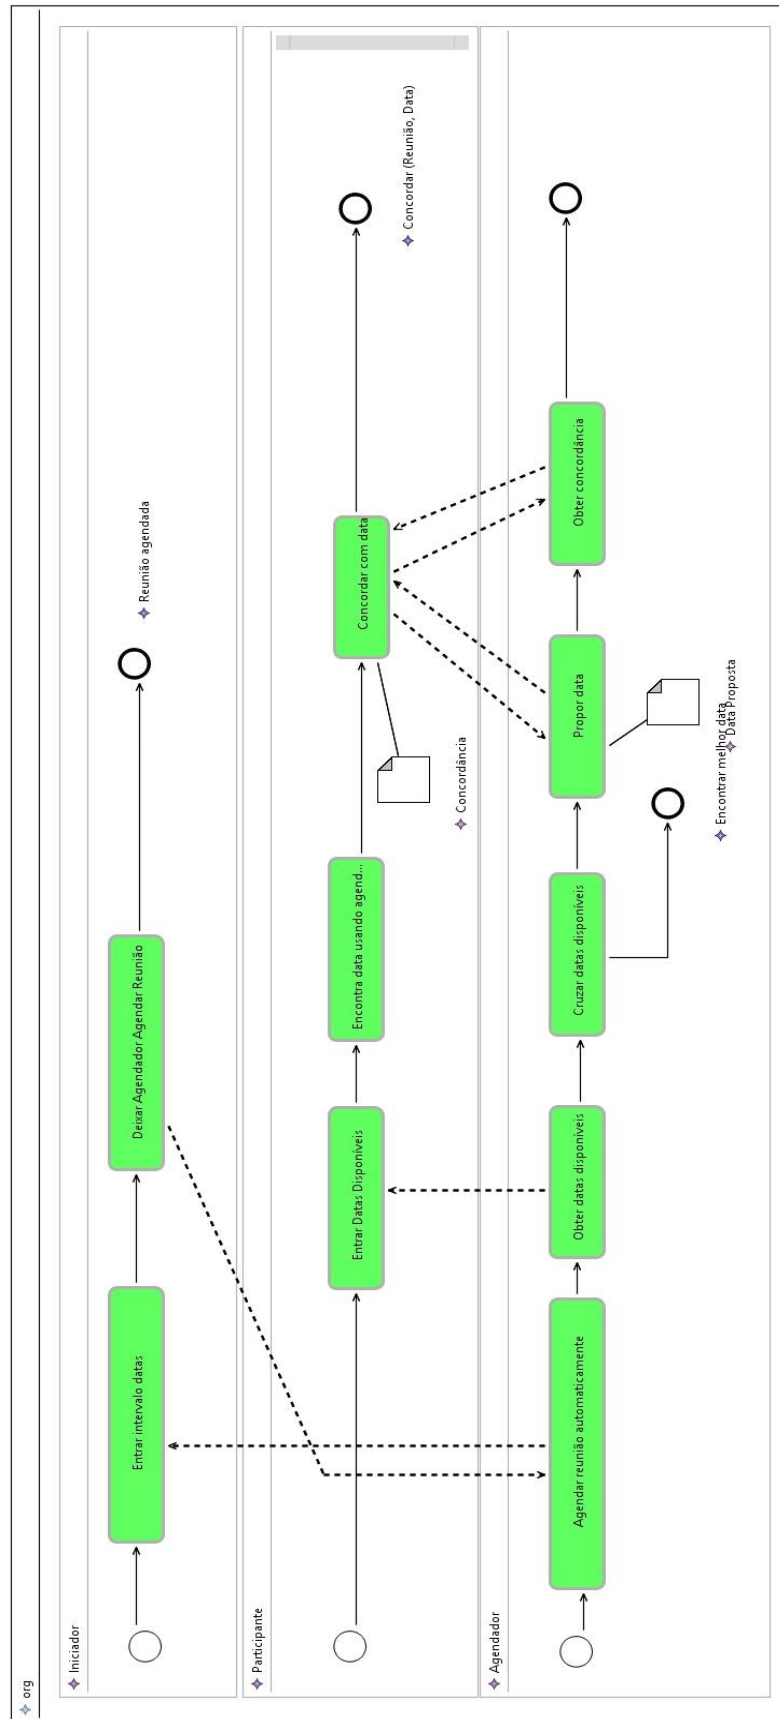 org
Iniciador
Entrar intervalo datas
Deixar Agendador Agendar Reunião
Reunião agendada
Participante
Entrar Datas Disponíveis
Encontra data usando agend...
Concordância
Concordar com data
Concordar (Reunião, Data)
Agendador
Agendar reunião automaticamente
Obter datas disponíveis
Cruzar datas disponíveis
Encontrar melhor data
Propor data
Data Proposta
Obter concordância